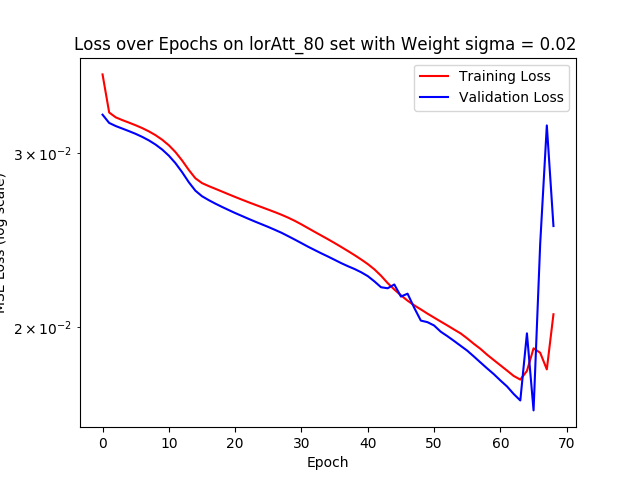 Loss over Epochs on lorAtt_80 set with Weight sigma = 0.02
Training Loss
Validation Loss
3 × 10⁻²
2 × 10⁻²
MSE Loss (log scale)
0 10 20 30 40 50 60 70
Epoch